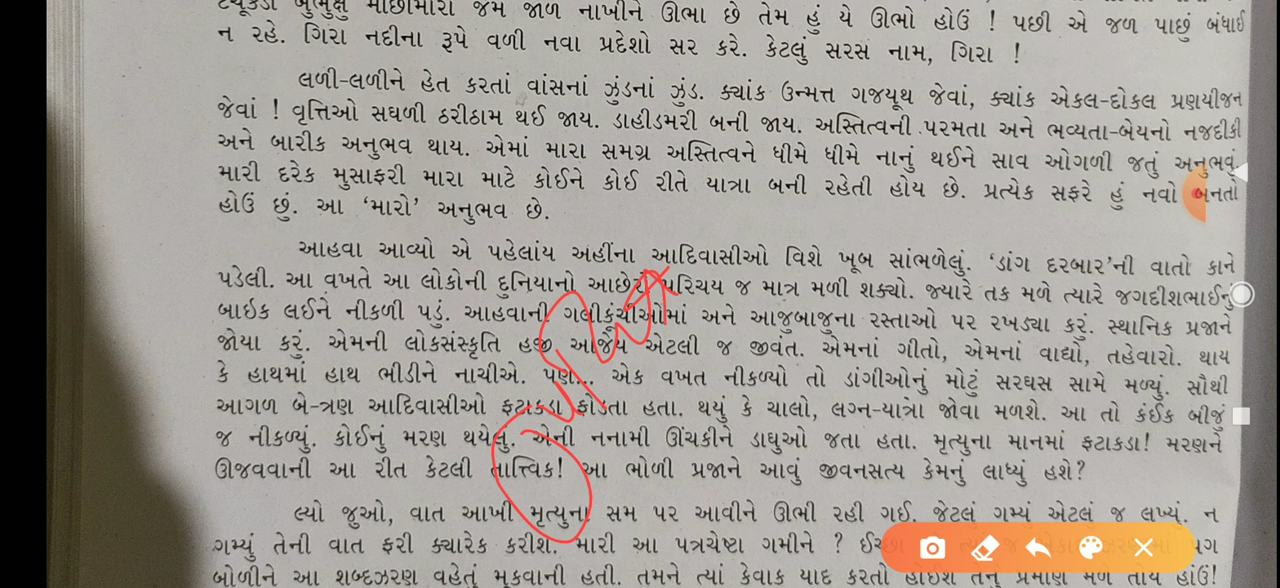 બુભુક્ષુ માછીમારો જેમ જાળ નાખીને ઊભા છે તેમ હું યે ઊભો હોઉં ! પછી એ જળ પાછું બંધાઈ
ન રહે. ગિરા નદીના રૂપે વળી નવા પ્રદેશો સર કરે. કેટલું સરસ નામ, ગિરા !
લળી-લળીને હેત કરતાં વાંસનાં ઝુંડનાં ઝુંડ. ક્યાંક ઉન્મત્ત ગજયૂથ જેવાં, ક્યાંક એકલ-દોકલ પ્રણયીજન
જેવાં ! વૃત્તિઓ સઘળી ઠરીઠામ થઈ જાય. ડાહીડમરી બની જાય. અસ્તિત્વની પરમતા અને ભવ્યતા-બેયનો નજદીકી
અને બારીક અનુભવ થાય. એમાં મારા સમગ્ર અસ્તિત્વને ધીમે ધીમે નાનું થઈને સાવ ઓગળી જતું અનુભવું.
મારી દરેક મુસાફરી મારા માટે કોઈને કોઈ રીતે યાત્રા બની રહેતી હોય છે. પ્રત્યેક સફરે હું નવો બનતો
હોઉં છું. આ ‘મારો’ અનુભવ છે.
આહવા આવ્યો એ પહેલાંય અહીંના આદિવાસીઓ વિશે ખૂબ સાંભળેલું. ‘ડાંગ દરબાર’ની વાતો કાને
પડેલી. આ વખતે આ લોકોની દુનિયાનો આછેરો પરિચય જ માત્ર મળી શક્યો. જ્યારે તક મળે ત્યારે જગદીશભાઈનું
બાઇક લઈને નીકળી પડું. આહવાની ગલીકૂંચીઓમાં અને આજુબાજુના રસ્તાઓ પર રખડ્યા કરું. સ્થાનિક પ્રજાને
જોયા કરું. એમની લોકસંસ્કૃતિ હજી આજેય એટલી જ જીવંત. એમનાં ગીતો, એમનાં વાદ્યો, તહેવારો. થાય
કે હાથમાં હાથ ભીડીને નાચીએ. પણ... એક વખત નીકળ્યો તો ડાંગીઓનું મોટું સરઘસ સામે મળ્યું. સૌથી
આગળ બે-ત્રણ આદિવાસીઓ ફટાકડા ફોડતા હતા. થયું કે ચાલો, લગ્ન-યાત્રા જોવા મળશે. આ તો કંઈક બીજું
જ નીકળ્યું. કોઈનું મરણ થયેલું. એની નનામી ઊંચકીને ડાઘુઓ જતા હતા. મૃત્યુના માનમાં ફટાકડા! મરણને
ઊજવવાની આ રીત કેટલી તાત્ત્વિક! આ ભોળી પ્રજાને આવું જીવનસત્ય કેમનું લાધ્યું હશે?
લ્યો જુઓ, વાત આખી મૃત્યુના સમ પર આવીને ઊભી રહી ગઈ. જેટલું ગમ્યું એટલું જ લખ્યું. ન
ગમ્યું તેની વાત ફરી ક્યારેક કરીશ. મારી આ પત્રચેષ્ટા ગમીને ? પગ
બોળીને આ શબ્દઝરણ વહેતું મૂકવાની હતી. તમને ત્યાં કેવાક યાદ કરતો હોઈશ તેનું પ્રમાણ મળે તોય હાંઉં!